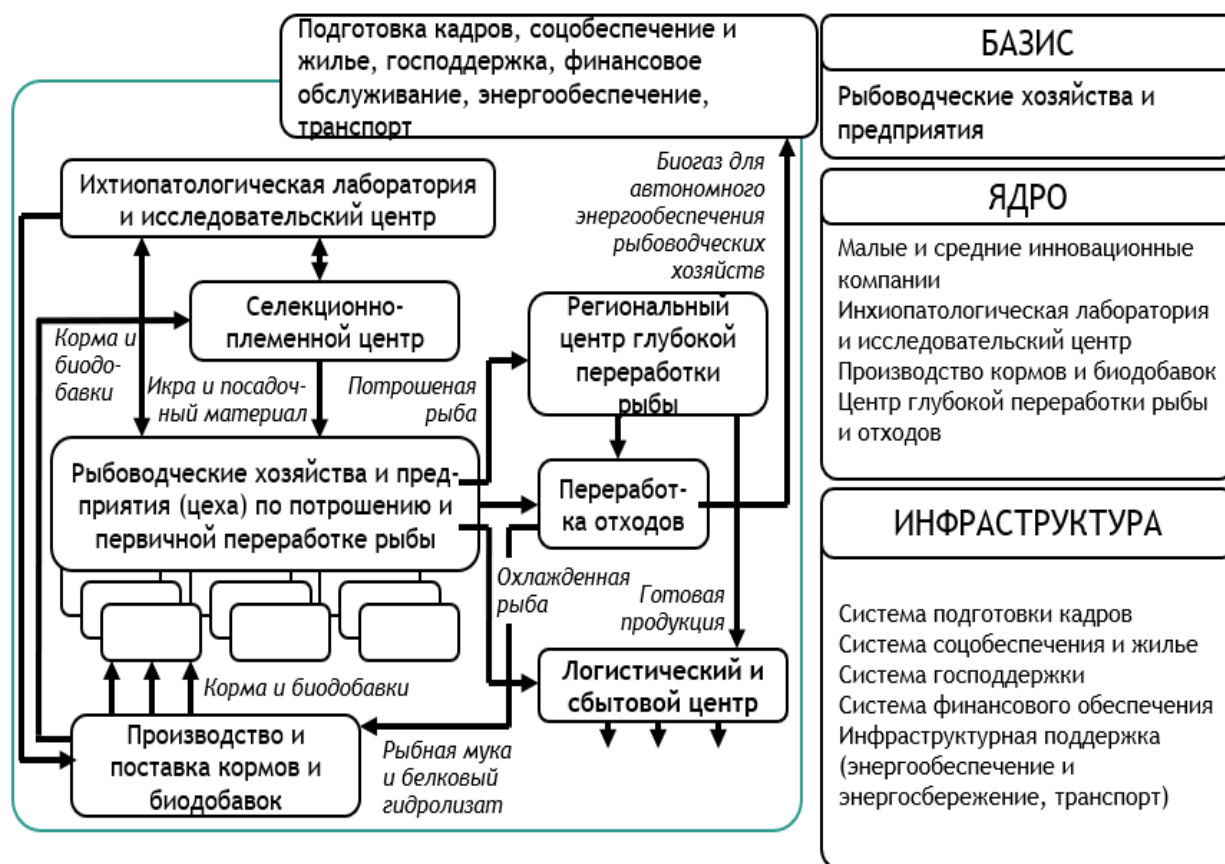 Подготовка кадров, соцобеспечение и
жилье, господдержка, финансовое
обслуживание, энергообеспечение,
транспорт
Биогаз для
автономного
энергообеспечения
рыбоводческих
хозяйств
Ихтиопатологическая лаборатория
и исследовательский центр
Селекционно-
племенной центр
Региональный
центр глубокой
переработки
рыбы
Корма и
биодо-
бавки
Икра и посадоч-
ный материал
Потрошеная
рыба
Рыбоводческие хозяйства и пред-
приятия (цеха) по потрошению и
первичной переработке рыбы
Переработ-
ка отходов
Охлажденная
рыба
Готовая
продукция
Корма и биодобавки
Логистический и
сбытовой центр
Производство и
поставка кормов и
биодобавок
Рыбная мука
и белковый
гидролизат
БАЗИС
Рыбоводческие хозяйства и
предприятия
ЯДРО
Малые и средние инновационные
компании
Инхиопатологическая лаборатория
и исследовательский центр
Производство кормов и биодобавок
Центр глубокой переработки рыбы
и отходов
ИНФРАСТРУКТУРА
Система подготовки кадров
Система соцобеспечения и жилье
Система господдержки
Система финансового обеспечения
Инфраструктурная поддержка
(энергообеспечение и
энергосбережение, транспорт)